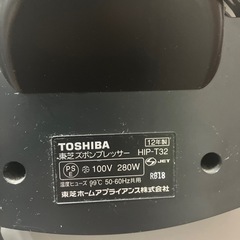 TOSHIBA 12年製
東芝ズボンプレッサー HIP-T32
PS E 100V 280W S JET
温度ヒューズ 99℃ 50-60Hz共用 R81B
東芝ホームアプライアンス株式会社